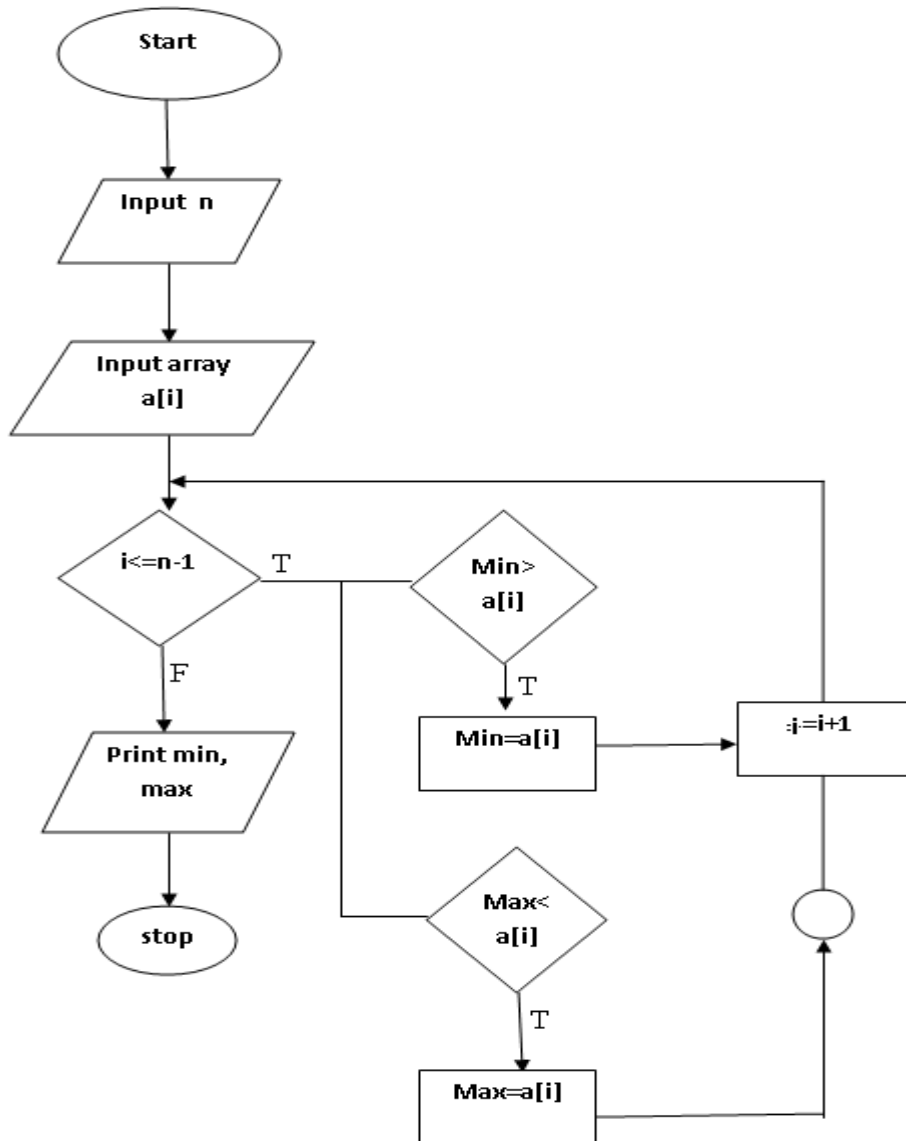 Start
Input n
Input array
a[i]
i<=n-1
T
Min>
a[i]
T
Min=a[i]
i=i+1
F
Print min,
max
stop
Max<
a[i]
T
Max=a[i]